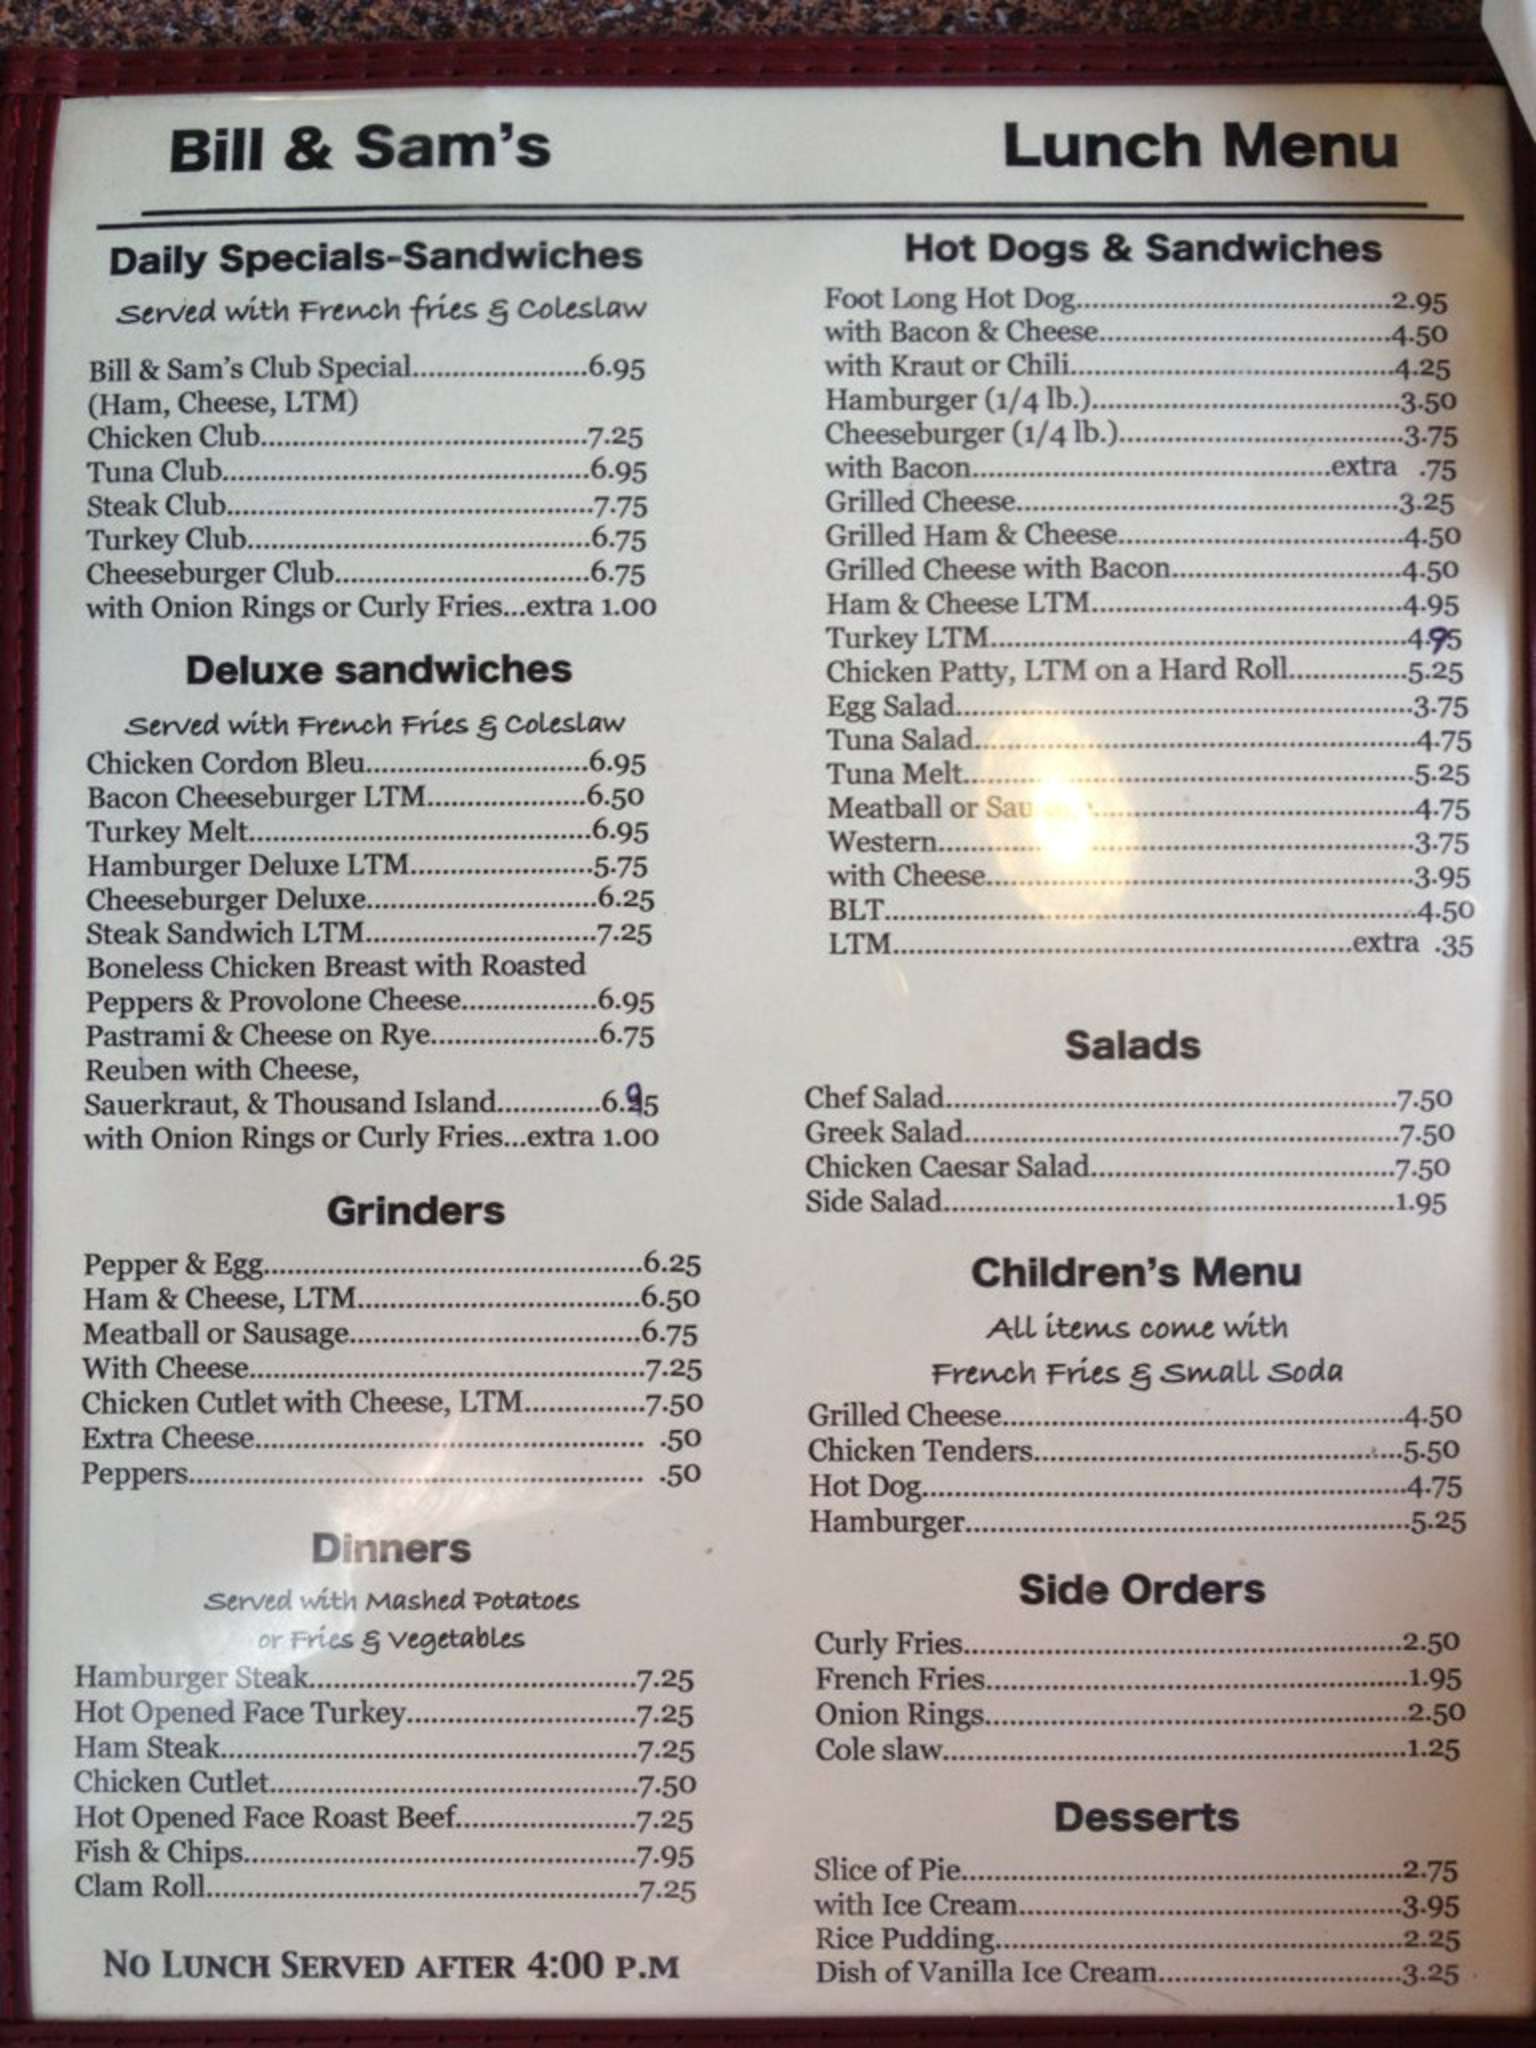 Bill & Sam's
Lunch Menu
Daily Specials-Sandwiches
Served with French fries & Coleslaw
Bill & Sam's Club Special.....................6.95
(Ham, Cheese, LTM)
Chicken Club.......................................7.25
Tuna Club............................................6.95
Steak Club............................................7.75
Turkey Club.........................................6.75
Cheeseburger Club..............................6.75
with Onion Rings or Curly Fries...extra 1.00
Deluxe sandwiches
Served with French Fries & Coleslaw
Chicken Cordon Bleu...........................6.95
Bacon Cheeseburger LTM...................6.50
Turkey Melt.........................................6.95
Hamburger Deluxe LTM......................5.75
Cheeseburger Deluxe............................6.25
Steak Sandwich LTM............................7.25
Boneless Chicken Breast with Roasted
Peppers & Provolone Cheese................6.95
Pastrami & Cheese on Rye....................6.75
Reuben with Cheese,
Sauerkraut, & Thousand Island............6.95
with Onion Rings or Curly Fries...extra 1.00
Grinders
Pepper & Egg.............................................6.25
Ham & Cheese, LTM..................................6.50
Meatball or Sausage...................................6.75
With Cheese...............................................7.25
Chicken Cutlet with Cheese, LTM..............7.50
Extra Cheese.............................................. .50
Peppers...................................................... .50
Dinners
Served with Mashed Potatoes
or Fries & Vegetables
Hamburger Steak.......................................7.25
Hot Opened Face Turkey...........................7.25
Ham Steak..................................................7.25
Chicken Cutlet............................................7.50
Hot Opened Face Roast Beef.....................7.25
Fish & Chips...............................................7.95
Clam Roll....................................................7.25
No Lunch Served after 4:00 p.m
Hot Dogs & Sandwiches
Foot Long Hot Dog.....................................2.95
with Bacon & Cheese...................................4.50
with Kraut or Chili.......................................4.25
Hamburger (1/4 lb.).....................................3.50
Cheeseburger (1/4 lb.)..................................3.75
with Bacon...........................................extra .75
Grilled Cheese..............................................3.25
Grilled Ham & Cheese..................................4.50
Grilled Cheese with Bacon...........................4.50
Ham & Cheese LTM.....................................4.95
Turkey LTM..................................................4.95
Chicken Patty, LTM on a Hard Roll..............5.25
Egg Salad.......................................................3.75
Tuna Salad.....................................................4.75
Tuna Melt......................................................5.25
Meatball or .......................................4.75
Western.........................................................3.75
with Cheese...................................................3.95
BLT................................................................4.50
LTM.......................................................extra .35
Salads
Chef Salad......................................................7.50
Greek Salad....................................................7.50
Chicken Caesar Salad....................................7.50
Side Salad......................................................1.95
Children's Menu
All items come with
French Fries & Small Soda
Grilled Cheese................................................4.50
Chicken Tenders............................................5.50
Hot Dog..........................................................4.75
Hamburger.....................................................5.25
Side Orders
Curly Fries.....................................................2.50
French Fries...................................................1.95
Onion Rings...................................................2.50
Cole slaw........................................................1.25
Desserts
Slice of Pie.....................................................2.75
with Ice Cream..............................................3.95
Rice Pudding.................................................2.25
Dish of Vanilla Ice Cream.............................3.25